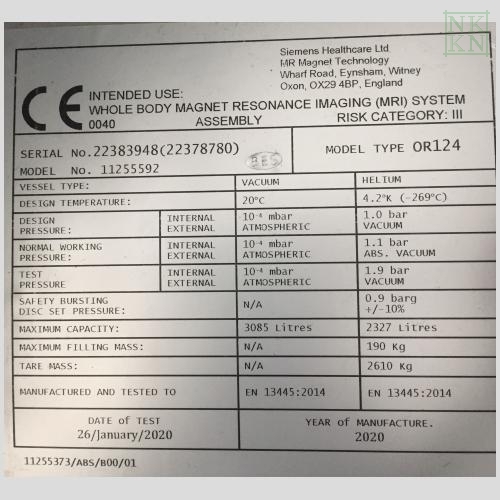 NK
KN
Siemens Healthcare Ltd
MR Magnet Technology
Wharf Road, Eynsham, Witney
Oxon, OX29 4BP, England
CE
INTENDED USE:
WHOLE BODY MAGNET RESONANCE IMAGING (MRI) SYSTEM
0040 ASSEMBLY RISK CATEGORY: III
SERIAL No.22383948(22378780) BES MODEL TYPE OR124
MODEL No. 11255592
VESSEL TYPE: VACUUM HELIUM
DESIGN TEMPERATURE: 20°C 4.2°K (-269°C)
DESIGN PRESSURE: INTERNAL 10⁻⁴ mbar 1.0 bar
EXTERNAL ATMOSPHERIC VACUUM
NORMAL WORKING PRESSURE: INTERNAL 10⁻⁴ mbar 1.1 bar
EXTERNAL ATMOSPHERIC ABS. VACUUM
TEST PRESSURE INTERNAL 10⁻⁴ mbar 1.9 bar
EXTERNAL ATMOSPHERIC VACUUM
SAFETY BURSTING DISC SET PRESSURE: N/A 0.9 barg
+/-10%
MAXIMUM CAPACITY: 3085 Litres 2327 Litres
MAXIMUM FILLING MASS: N/A 190 Kg
TARE MASS: N/A 2610 Kg
MANUFACTURED AND TESTED TO EN 13445:2014 EN 13445:2014
DATE OF TEST YEAR OF MANUFACTURE.
26/January/2020 2020
11255373/ABS/B00/01